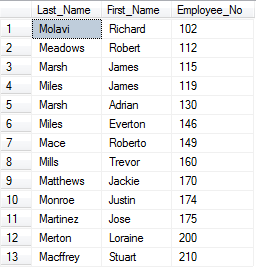 Last_Name First_Name Employee_No
1 Molavi Richard 102
2 Meadows Robert 112
3 Marsh James 115
4 Miles James 119
5 Marsh Adrian 130
6 Miles Everton 146
7 Mace Roberto 149
8 Mills Trevor 160
9 Matthews Jackie 170
10 Monroe Justin 174
11 Martinez Jose 175
12 Merton Loraine 200
13 Macffrey Stuart 210